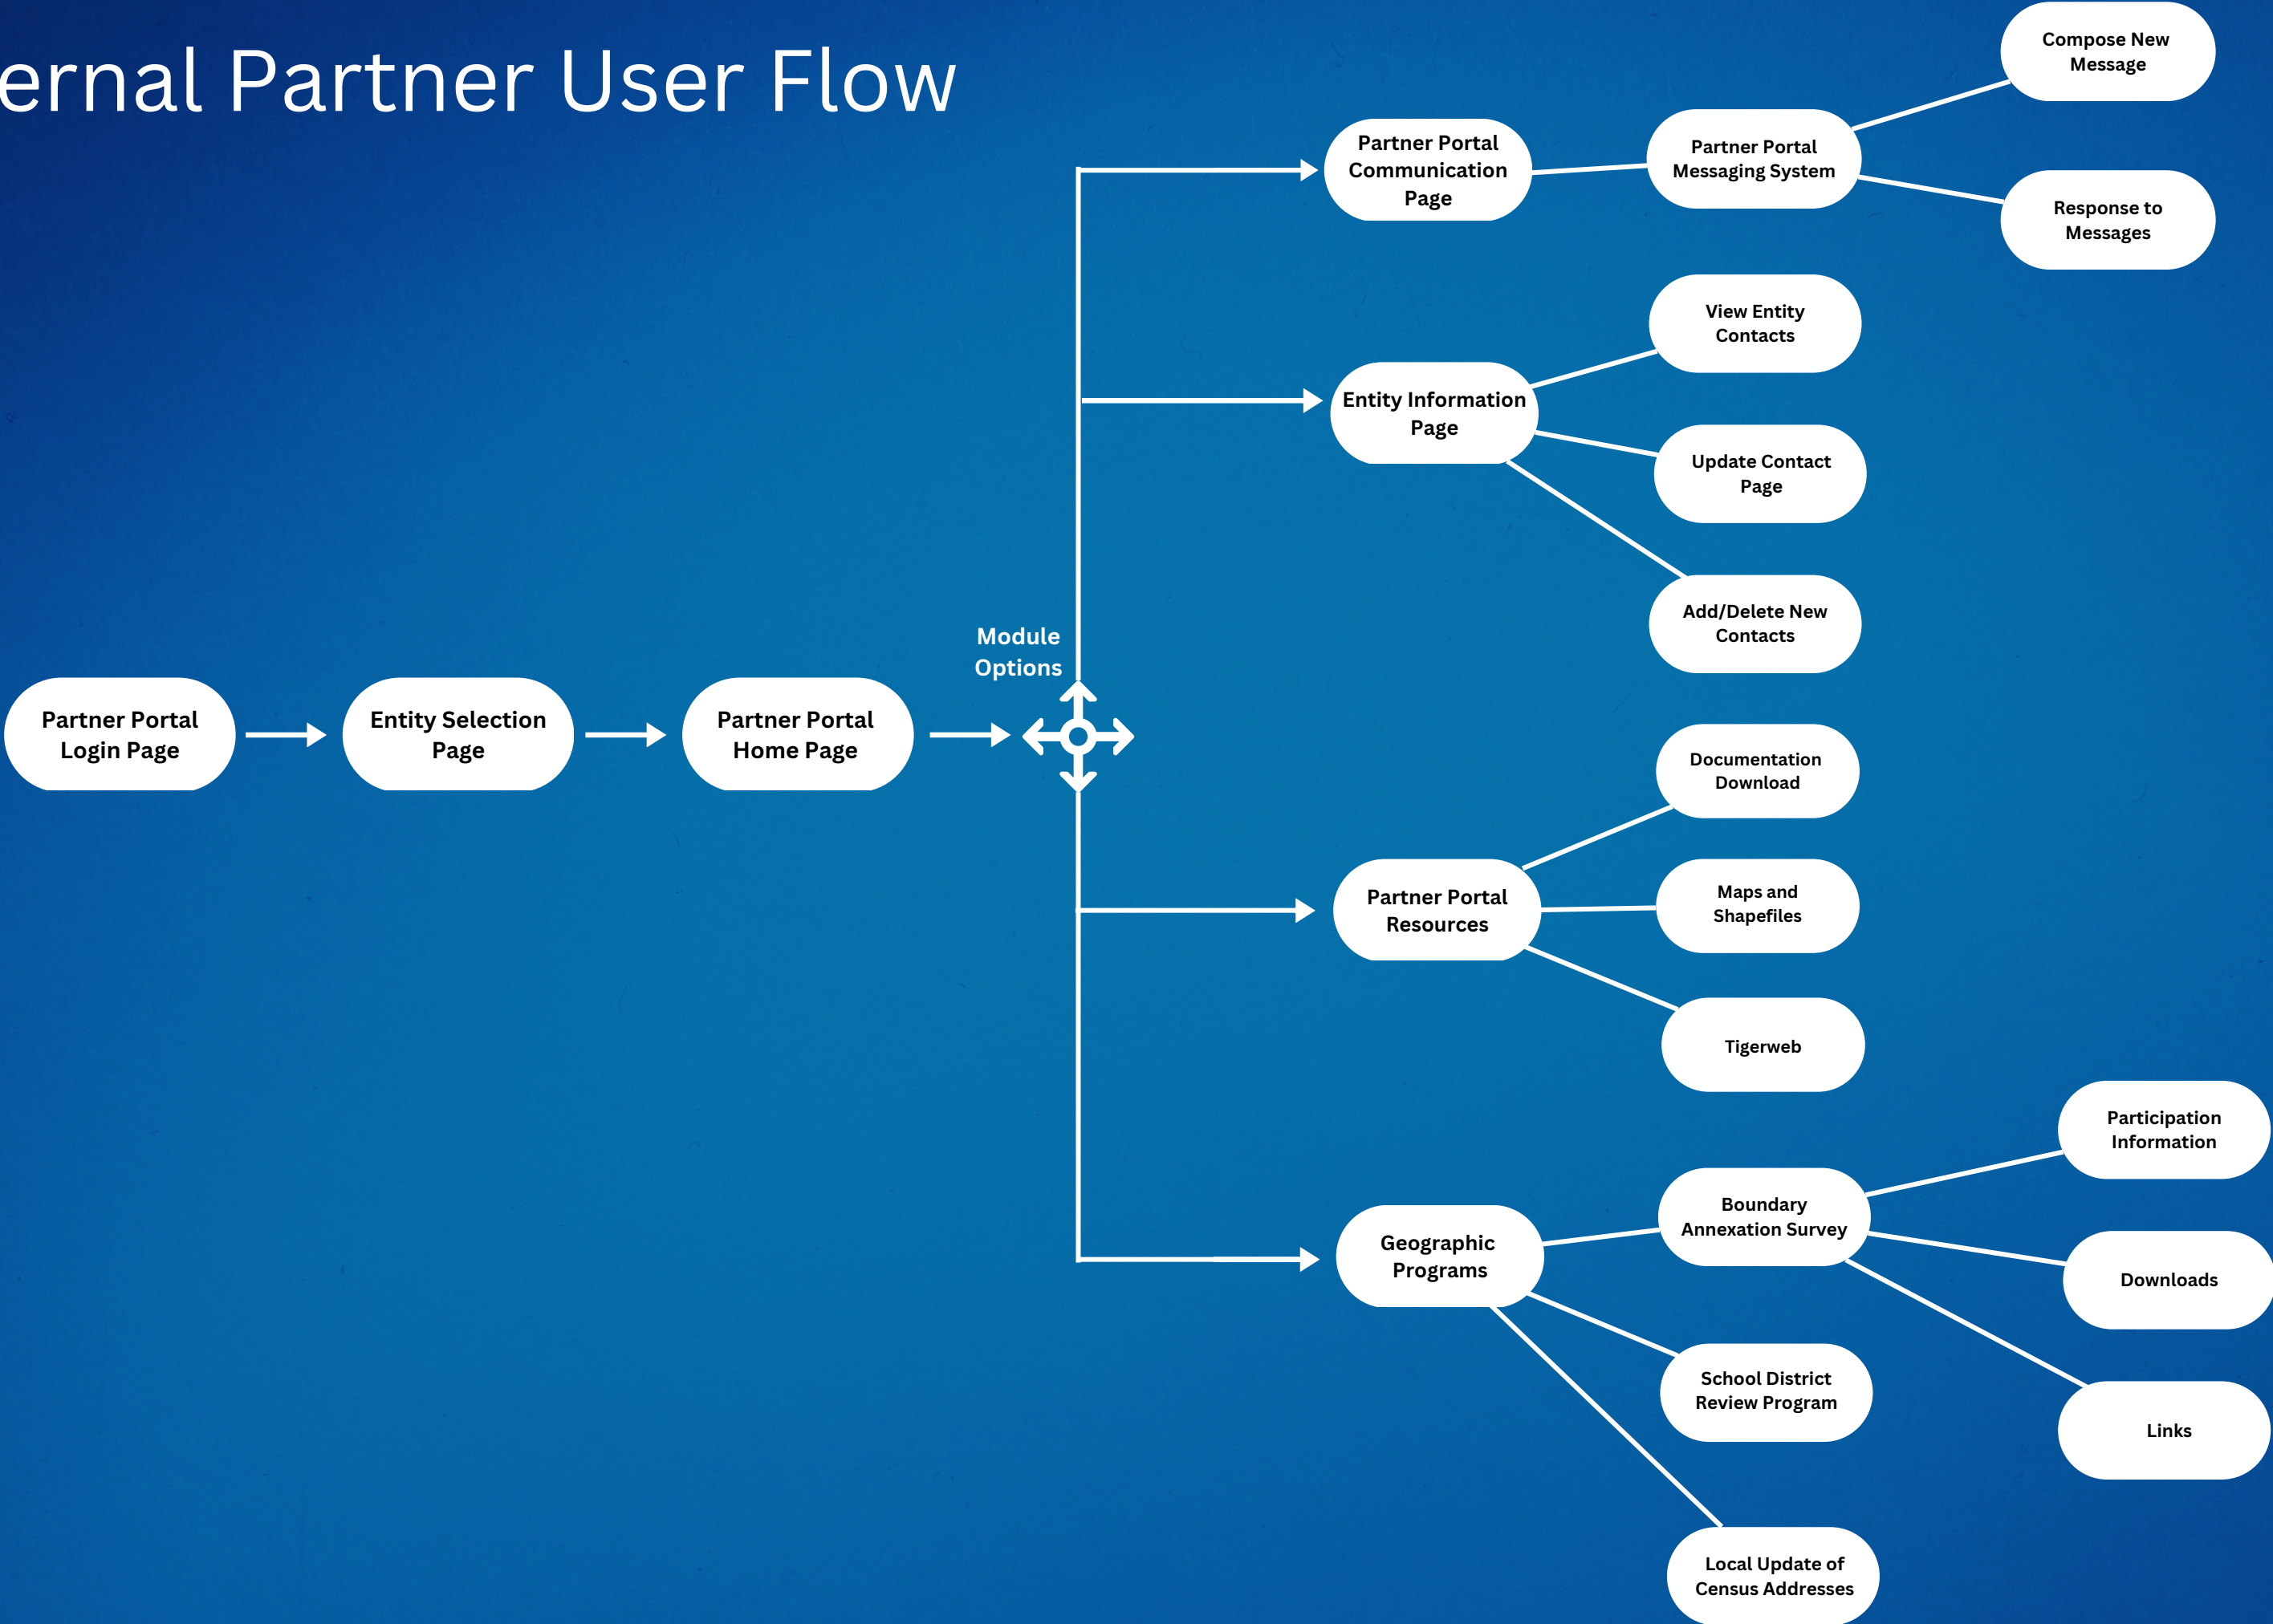 ernal Partner User Flow
Compose New
Message
Partner Portal
Communication
Page
Partner Portal
Messaging System
Response to
Messages
View Entity
Contacts
Entity Information
Page
Update Contact
Page
Add/Delete New
Contacts
Module
Options
Partner Portal
Login Page
Entity Selection
Page
Partner Portal
Home Page
Documentation
Download
Partner Portal
Resources
Maps and
Shapefiles
Tigerweb
Participation
Information
Boundary
Annexation Survey
Geographic
Programs
Downloads
School District
Review Program
Links
Local Update of
Census Addresses